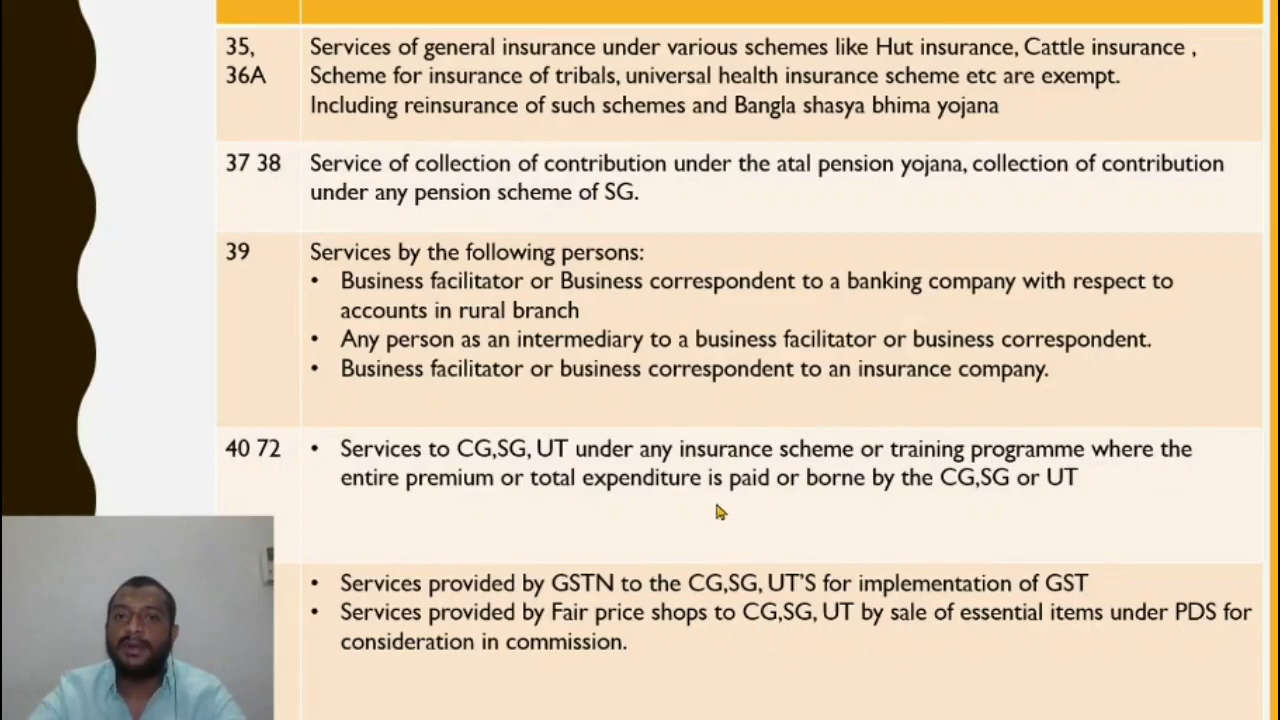 35,
36A
Services of general insurance under various schemes like Hut insurance, Cattle insurance ,
Scheme for insurance of tribals, universal health insurance scheme etc are exempt.
Including reinsurance of such schemes and Bangla shasya bhima yojana
37 38
Service of collection of contribution under the atal pension yojana, collection of contribution
under any pension scheme of SG.
39
Services by the following persons:
• Business facilitator or Business correspondent to a banking company with respect to
accounts in rural branch
• Any person as an intermediary to a business facilitator or business correspondent.
• Business facilitator or business correspondent to an insurance company.
40 72
• Services to CG,SG, UT under any insurance scheme or training programme where the
entire premium or total expenditure is paid or borne by the CG,SG or UT
• Services provided by GSTN to the CG,SG, UT'S for implementation of GST
• Services provided by Fair price shops to CG,SG, UT by sale of essential items under PDS for
consideration in commission.